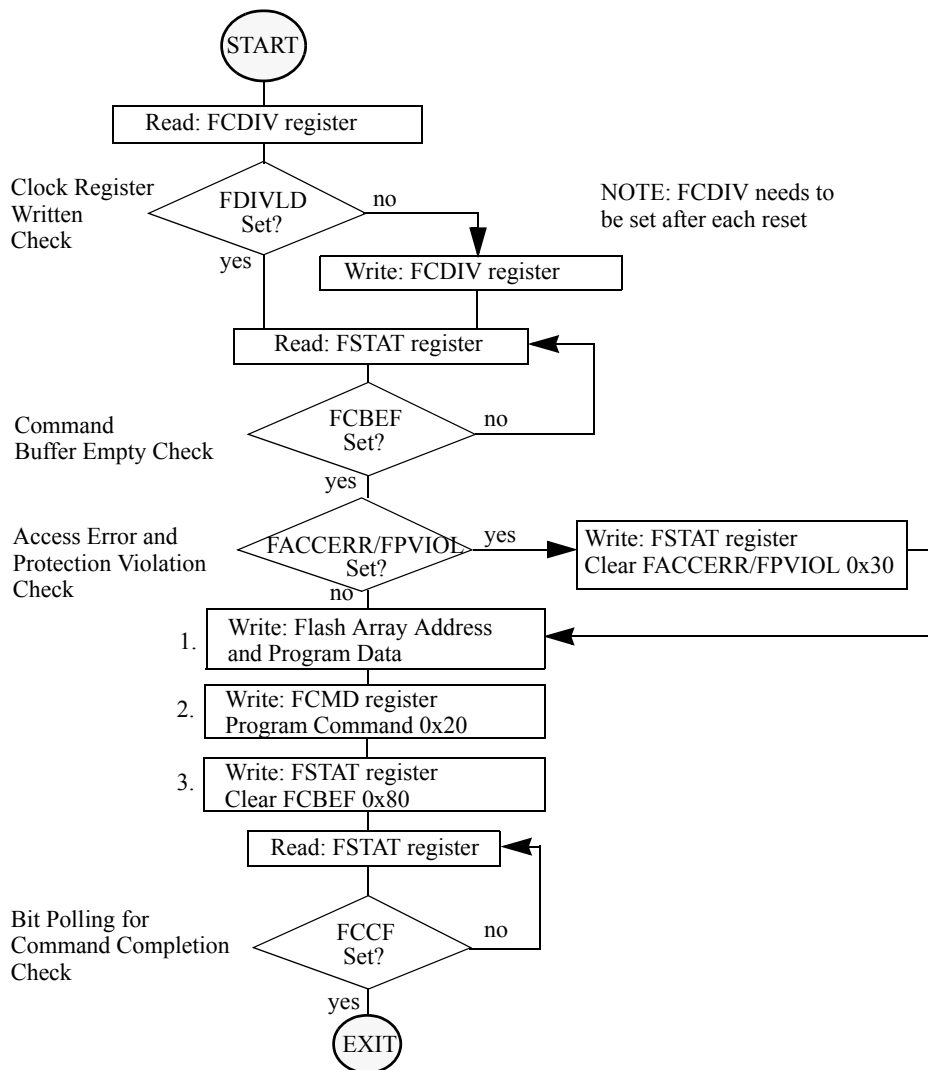 START
Read: FCDIV register
Clock Register
Written
Check
FDIVLD
Set?
no
yes
NOTE: FCDIV needs to
be set after each reset
Write: FCDIV register
Read: FSTAT register
Command
Buffer Empty Check
FCBEF
Set?
no
yes
Access Error and
Protection Violation
Check
FACCERR/FPVIOL
Set?
yes
no
Write: FSTAT register
Clear FACCERR/FPVIOL 0x30
1.
Write: Flash Array Address
and Program Data
2.
Write: FCMD register
Program Command 0x20
3.
Write: FSTAT register
Clear FCBEF 0x80
Read: FSTAT register
Bit Polling for
Command Completion
Check
FCCF
Set?
no
yes
EXIT